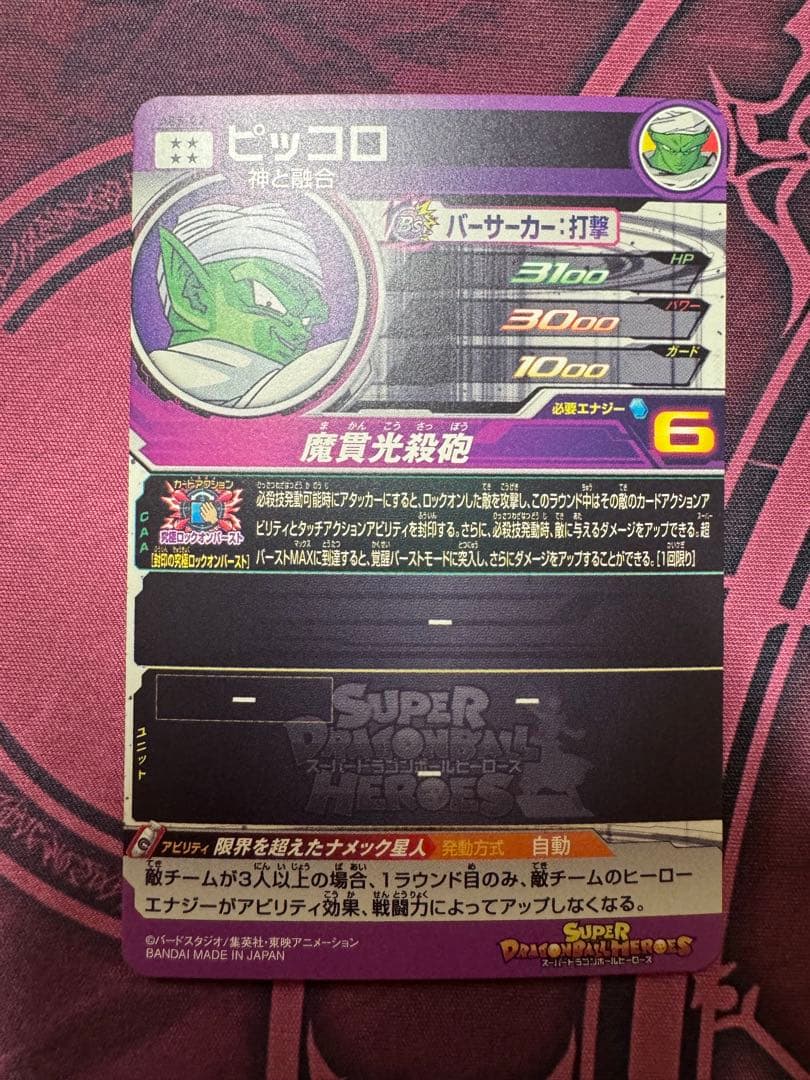 ★★
★★
ピッコロ
神と融合
BS バーサーカー:打撃
HP
3100
パワー
3000
ガード
1000
必要エナジー 6
ま かん こう さっ ぽう
魔貫光殺砲
CAA
カードアクション
究極ロックオンバースト
[封印の究極ロックオンバースト]
必殺技発動可能時にアタッカーにすると、ロックオンした敵を攻撃し、このラウンド中はその敵のカードアクションア
ビリティとタッチアクションアビリティを封印する。さらに、必殺技発動時、敵に与えるダメージをアップできる。超
バーストMAXに到達すると、覚醒バーストモードに突入し、さらにダメージをアップすることができる。[1回限り]
ー
ユニット
ー
ー
ー
SUPER
DRAGONBALL
スーパードラゴンボールヒーローズ
HEROES
アビリティ 限界を超えたナメック星人 発動方式 自動
敵チームが3人以上の場合、1ラウンド目のみ、敵チームのヒーロー
エナジーがアビリティ効果、戦闘力によってアップしなくなる。
©バードスタジオ/集英社・東映アニメーション
BANDAI MADE IN JAPAN
SUPER
DRAGONBALL HEROES
スーパードラゴンボールヒーローズ